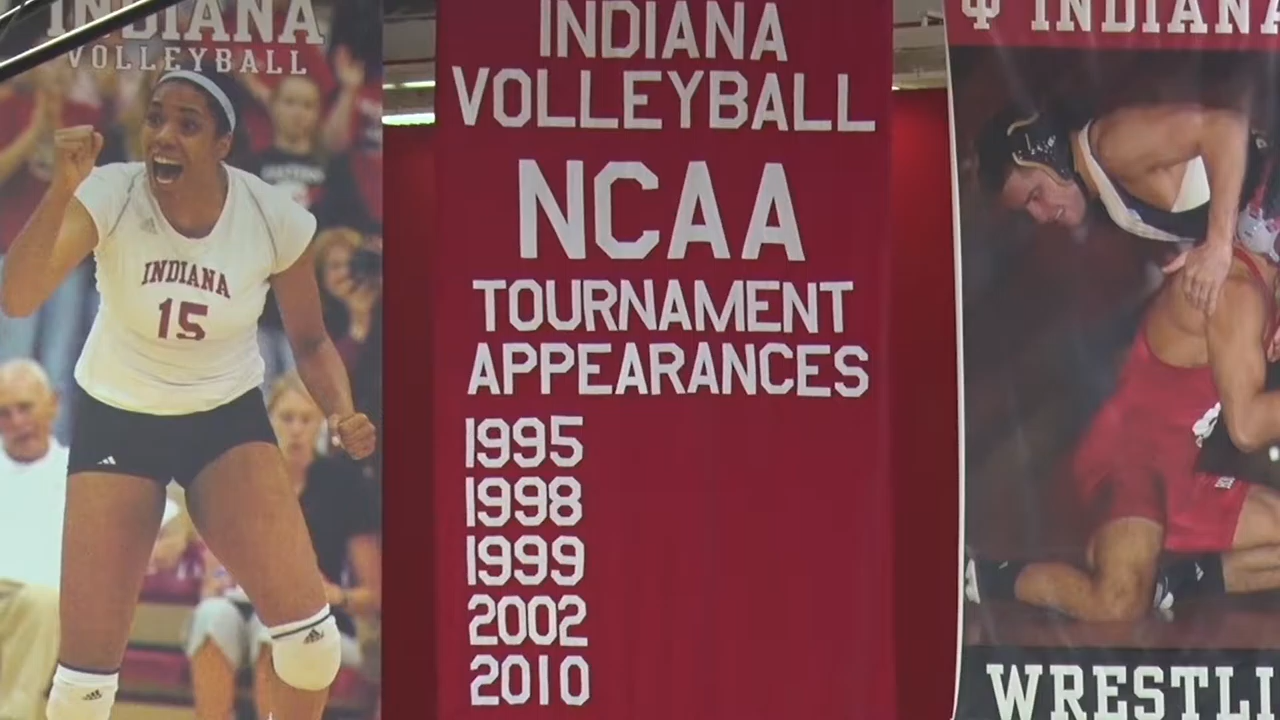 INDIANA
VOLLEYBALL
INDIANA
15
INDIANA
VOLLEYBALL
NCAA
TOURNAMENT
APPEARANCES
1995
1998
1999
2002
2010
INDIANA
WRESTLI